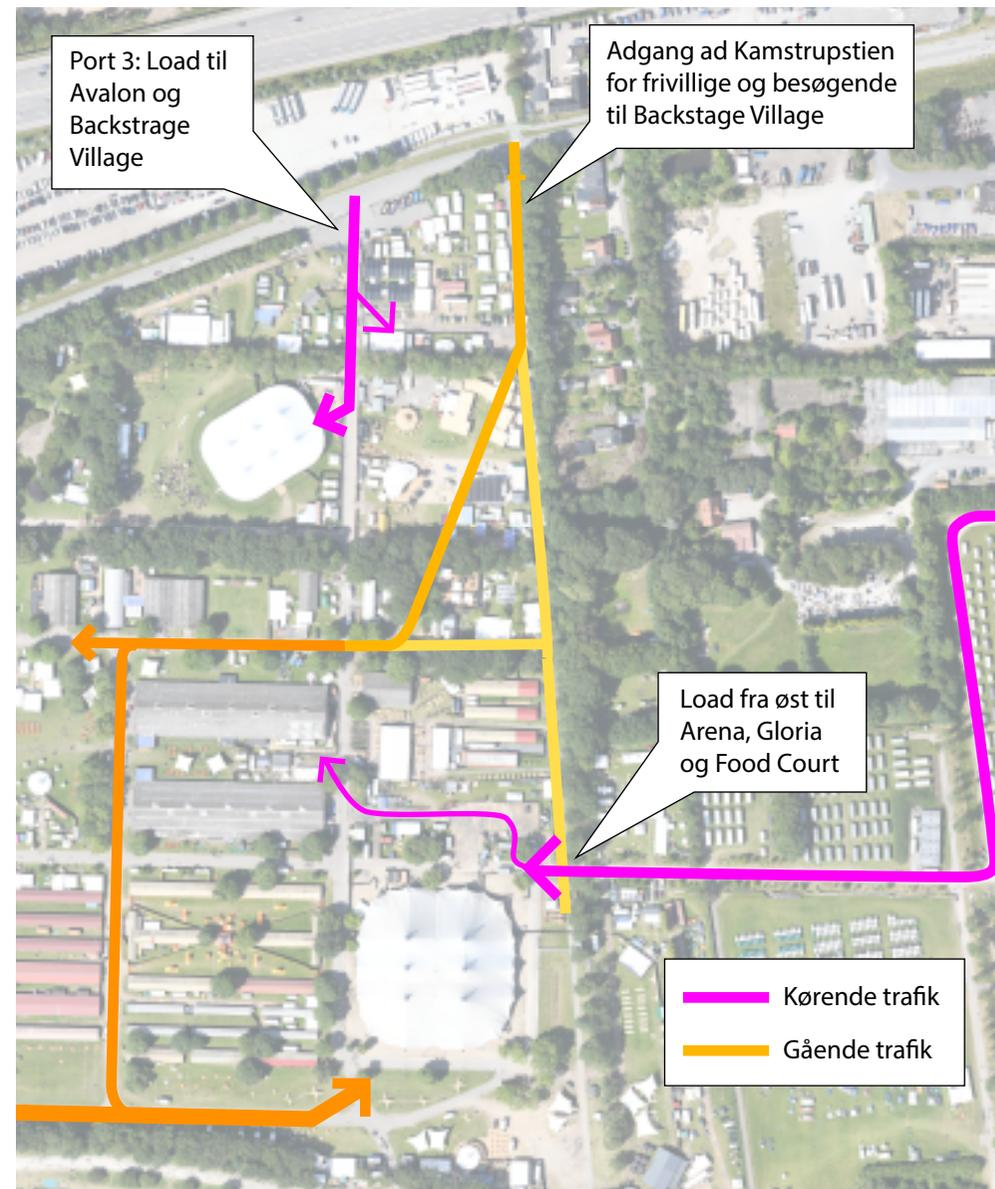 Port 3: Load til
Avalon og
Backstrage
Village
Adgang ad Kamstrupstien
for frivillige og besøgende
til Backstage Village
Load fra øst til
Arena, Gloria
og Food Court
Kørende trafik
Gående trafik